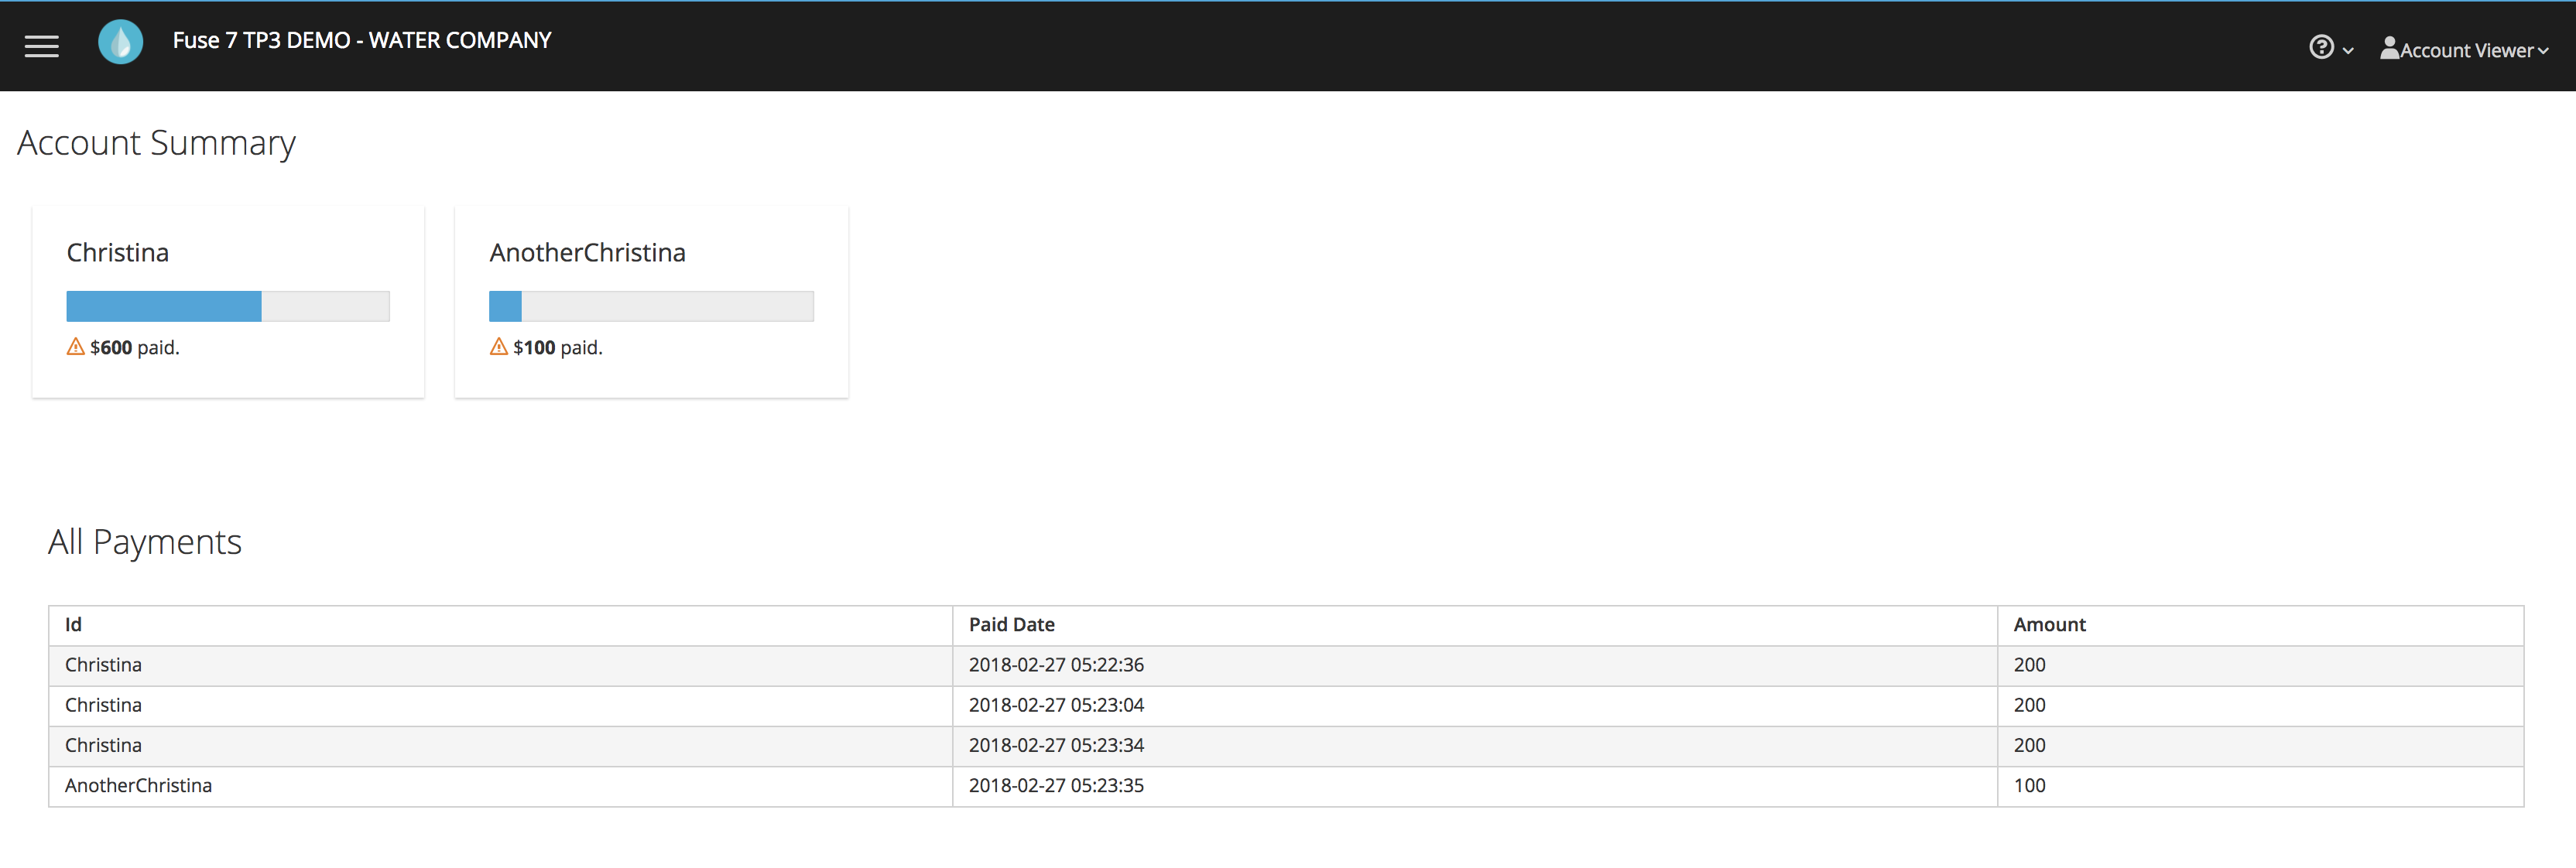 Fuse 7 TP3 DEMO - WATER COMPANY
Account Viewer
Account Summary
Christina
AnotherChristina
$600 paid.
$100 paid.
All Payments
Id Paid Date Amount
Christina 2018-02-27 05:22:36 200
Christina 2018-02-27 05:23:04 200
Christina 2018-02-27 05:23:34 200
AnotherChristina 2018-02-27 05:23:35 100